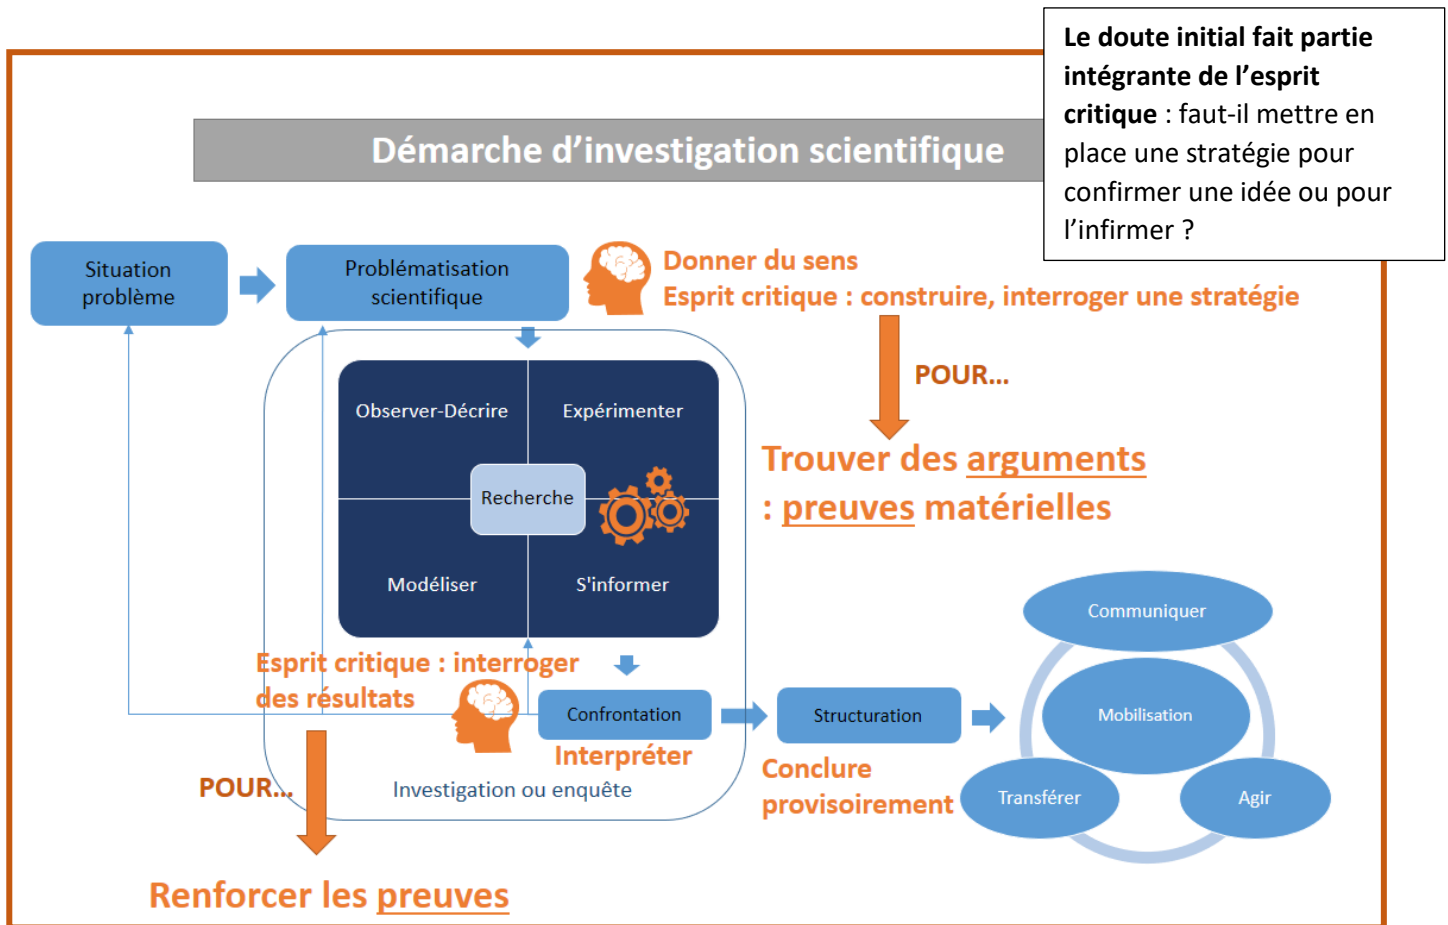 Le doute initial fait partie
intégrante de l’esprit
critique : faut-il mettre en
place une stratégie pour
confirmer une idée ou pour
l’infirmer ?
Démarche d’investigation scientifique
Situation
problème
Problématisation
scientifique
Donner du sens
Esprit critique : construire, interroger une stratégie
POUR...
Observer-Décrire
Expérimenter
Recherche
Modéliser
S'informer
Trouver des arguments
: preuves matérielles
Esprit critique : interroger
des résultats
Confrontation
Interpréter
Investigation ou enquête
POUR...
Renforcer les preuves
Structuration
Conclure
provisoirement
Communiquer
Mobilisation
Transférer
Agir